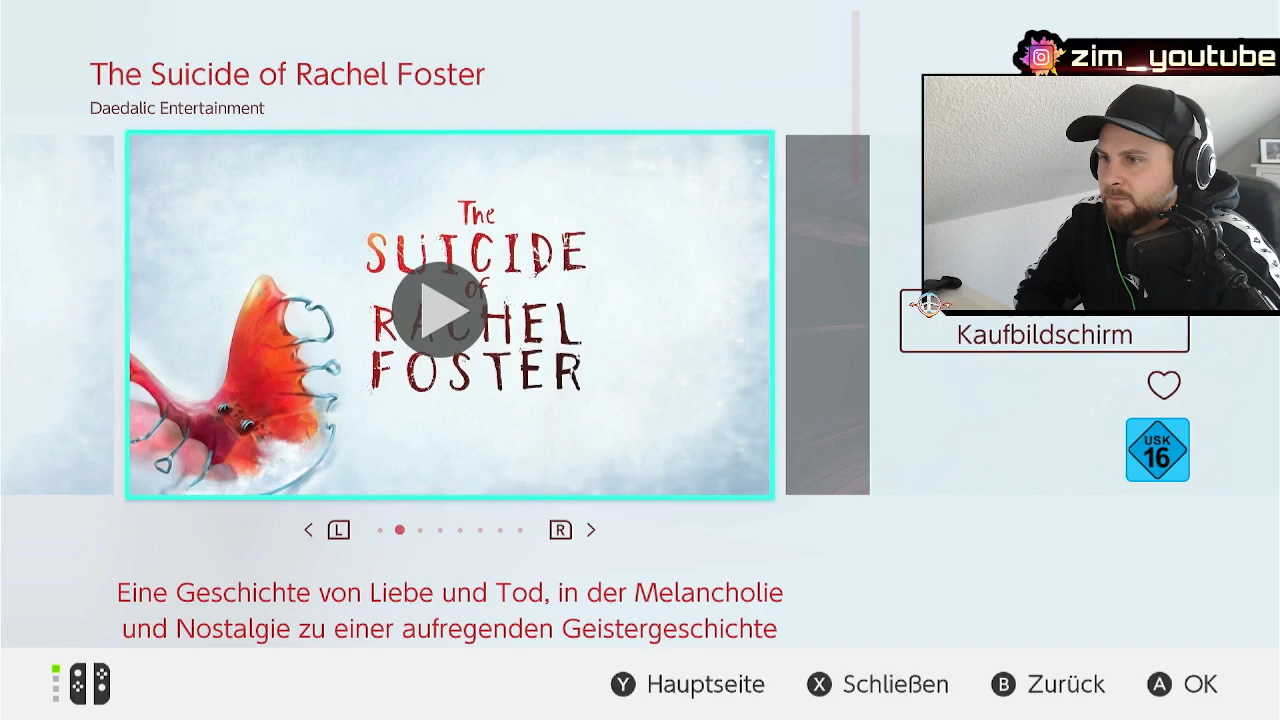 The Suicide of Rachel Foster
Daedalic Entertainment
zim_youtube
The
SUICIDE
of
RACHEL
FOSTER
Kaufbildschirm
USK
16
L
R
Eine Geschichte von Liebe und Tod, in der Melancholie
und Nostalgie zu einer aufregenden Geistergeschichte
Y Hauptseite X Schließen B Zurück A OK